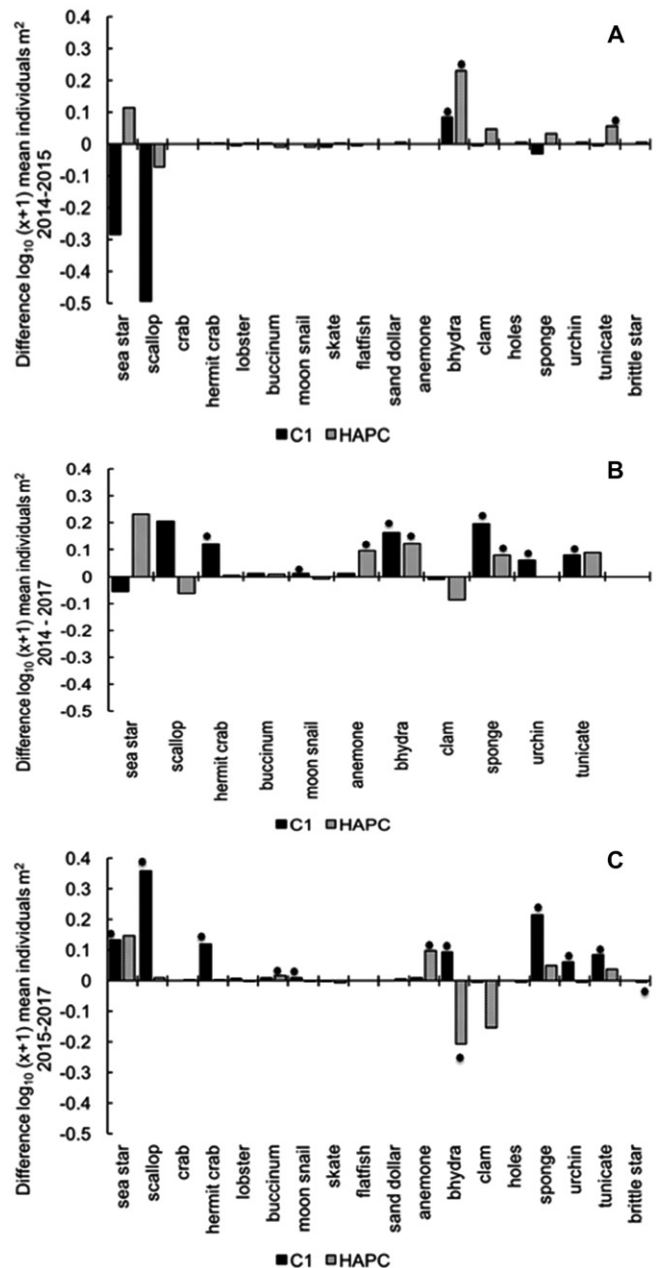 A
Difference log10 (x+1) mean individuals m2
2014-2015
0.4
0.3
0.2
0.1
0
-0.1
-0.2
-0.3
-0.4
-0.5
sea star
scallop
crab
hermit crab
lobster
buccinum
moon snail
skate
flatfish
sand dollar
anemone
bhydra
clam
holes
sponge
urchin
tunicate
brittle star
C1 HAPC
B
Difference log10 (x+1) mean individuals m2
2014 - 2017
0.4
0.3
0.2
0.1
0
-0.1
-0.2
-0.3
-0.4
-0.5
sea star
scallop
hermit crab
buccinum
moon snail
anemone
bhydra
clam
sponge
urchin
tunicate
C1 HAPC
C
Difference log10 (x+1) mean individuals m2
2015-2017
0.4
0.3
0.2
0.1
0
-0.1
-0.2
-0.3
-0.4
-0.5
sea star
scallop
crab
hermit crab
lobster
buccinum
moon snail
skate
flatfish
sand dollar
anemone
bhydra
clam
holes
sponge
urchin
tunicate
brittle star
C1 HAPC